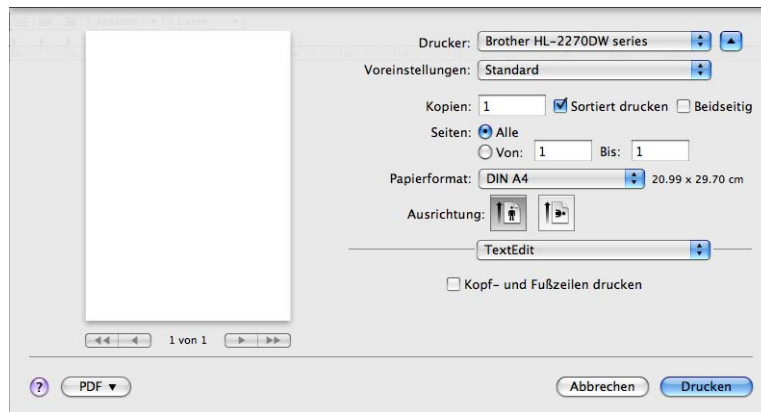 Abstand Listen
Drucker: Brother HL-2270DW series
Voreinstellungen: Standard
Kopien: 1 Sortiert drucken Beidseitig
Seiten: Alle
Von: 1 Bis: 1
Papierformat: DIN A4 20.99 x 29.70 cm
Ausrichtung:
TextEdit
Kopf- und Fußzeilen drucken
1 von 1
? PDF Abbrechen Drucken